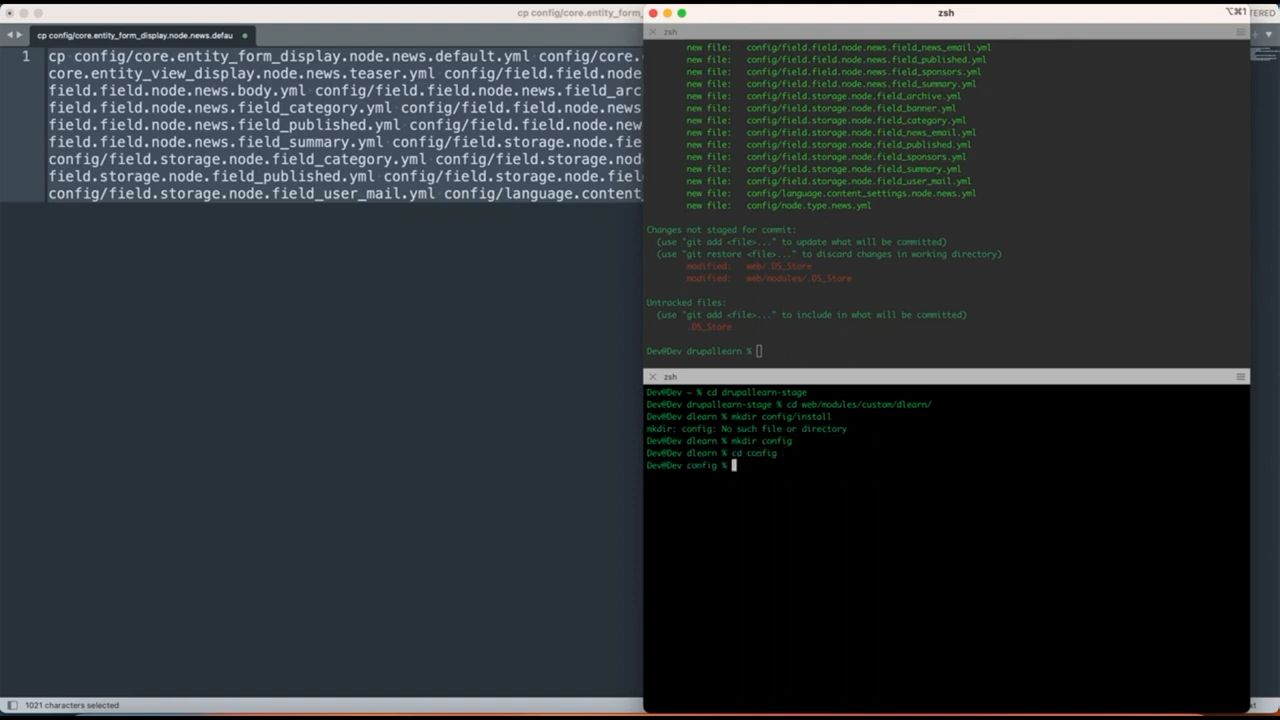 cp config/core.entity_form_
zsh
⌥⌘1
TERED
cp config/core.entity_form_display.node.news.defau
zsh
1
cp config/core.entity_form_display.node.news.default.yml config/core.
core.entity_view_display.node.news.teaser.yml config/field.field.node
field.field.node.news.body.yml config/field.field.node.news.field_arc
field.field.node.news.field_category.yml config/field.field.node.news
field.field.node.news.field_published.yml config/field.field.node.new
field.field.node.news.field_summary.yml config/field.storage.node.fie
config/field.storage.node.field_category.yml config/field.storage.nod
field.storage.node.field_published.yml config/field.storage.node.fiel
config/field.storage.node.field_user_mail.yml config/language.content_
new file: config/field.field.node.news.field_news_email.yml
new file: config/field.field.node.news.field_published.yml
new file: config/field.field.node.news.field_sponsors.yml
new file: config/field.field.node.news.field_summary.yml
new file: config/field.storage.node.field_archive.yml
new file: config/field.storage.node.field_banner.yml
new file: config/field.storage.node.field_category.yml
new file: config/field.storage.node.field_news_email.yml
new file: config/field.storage.node.field_published.yml
new file: config/field.storage.node.field_sponsors.yml
new file: config/field.storage.node.field_summary.yml
new file: config/field.storage.node.field_user_mail.yml
new file: config/language.content_settings.node.news.yml
new file: config/node.type.news.yml
Changes not staged for commit:
(use "git add <file>..." to update what will be committed)
(use "git restore <file>..." to discard changes in working directory)
modified: web/.DS_Store
modified: web/modules/.DS_Store
Untracked files:
(use "git add <file>..." to include in what will be committed)
.DS_Store
Dev@Dev drupallearn %
zsh
Dev@Dev ~ % cd drupallearn-stage
Dev@Dev drupallearn-stage % cd web/modules/custom/dlearn/
Dev@Dev dlearn % mkdir config/install
mkdir: config: No such file or directory
Dev@Dev dlearn % mkdir config
Dev@Dev dlearn % cd config
Dev@Dev config %
1021 characters selected